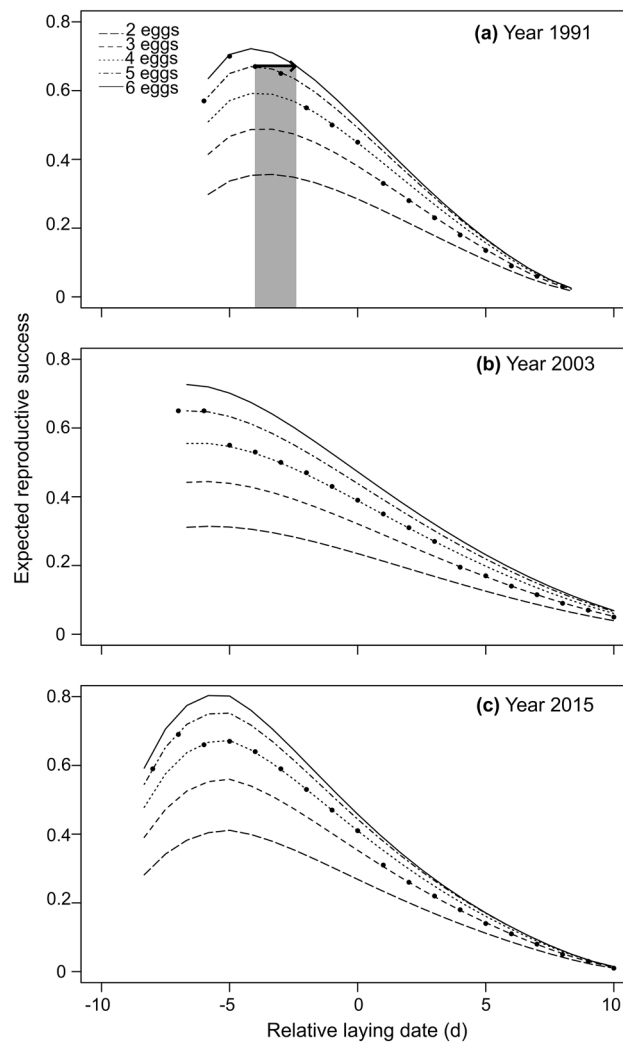 (a) Year 1991
2 eggs
3 eggs
4 eggs
5 eggs
6 eggs
0.8
0.6
0.4
0.2
0
(b) Year 2003
0.8
0.6
0.4
0.2
0
Expected reproductive success
(c) Year 2015
0.8
0.6
0.4
0.2
0
-10 -5 0 5 10
Relative laying date (d)